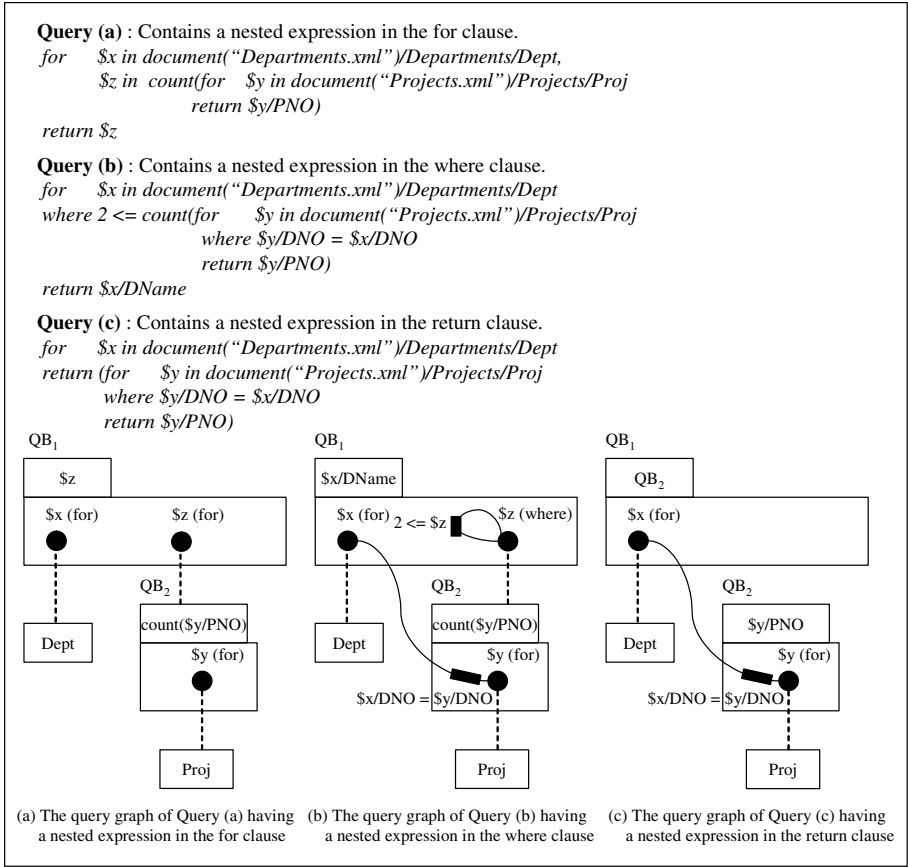 Query (a) : Contains a nested expression in the for clause.
for $x in document(“Departments.xml”)/Departments/Dept,
$z in count(for $y in document(“Projects.xml”)/Projects/Proj
return $y/PNO)
return $z
Query (b) : Contains a nested expression in the where clause.
for $x in document(“Departments.xml”)/Departments/Dept
where 2 <= count(for $y in document(“Projects.xml”)/Projects/Proj
where $y/DNO = $x/DNO
return $y/PNO)
return $x/DName
Query (c) : Contains a nested expression in the return clause.
for $x in document(“Departments.xml”)/Departments/Dept
return (for $y in document(“Projects.xml”)/Projects/Proj
where $y/DNO = $x/DNO
return $y/PNO)
QB1
$z
$x (for)
$z (for)
QB2
count($y/PNO)
Dept
$y (for)
Proj
(a) The query graph of Query (a) having
a nested expression in the for clause
QB1
$x/DName
$x (for)
2 <= $z
$z (where)
QB2
count($y/PNO)
Dept
$y (for)
$x/DNO = $y/DNO
Proj
(b) The query graph of Query (b) having
a nested expression in the where clause
QB1
QB2
$x (for)
QB2
$y/PNO
Dept
$y (for)
$x/DNO = $y/DNO
Proj
(c) The query graph of Query (c) having
a nested expression in the return clause